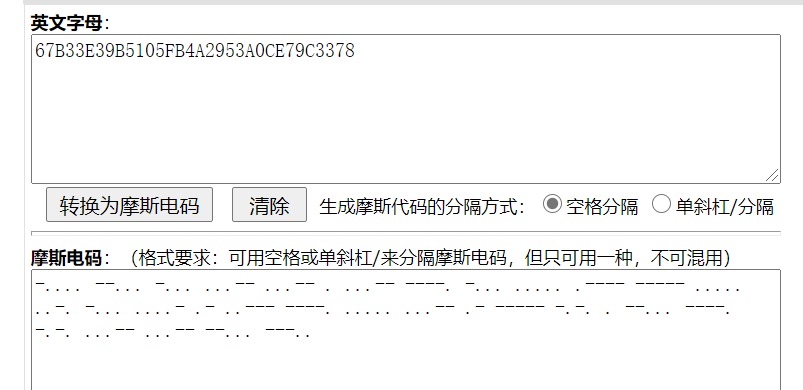 英文字母：
67B33E39B5105FB4A2953A0CE79C3378
转换为摩斯电码 清除 生成摩斯代码的分隔方式： 空格分隔 单斜杠/分隔
摩斯电码：（格式要求：可用空格或单斜杠/来分隔摩斯电码，但只可用一种，不可混用）
-.... --... -... ...-- ...-- . ...-- ----. -... ..... .---- ----- .....
..-. -... ....- .- ..--- ----. ..... ...-- .- ----- -.-. . --... ----.
-.-. ...-- ...-- --... ---..